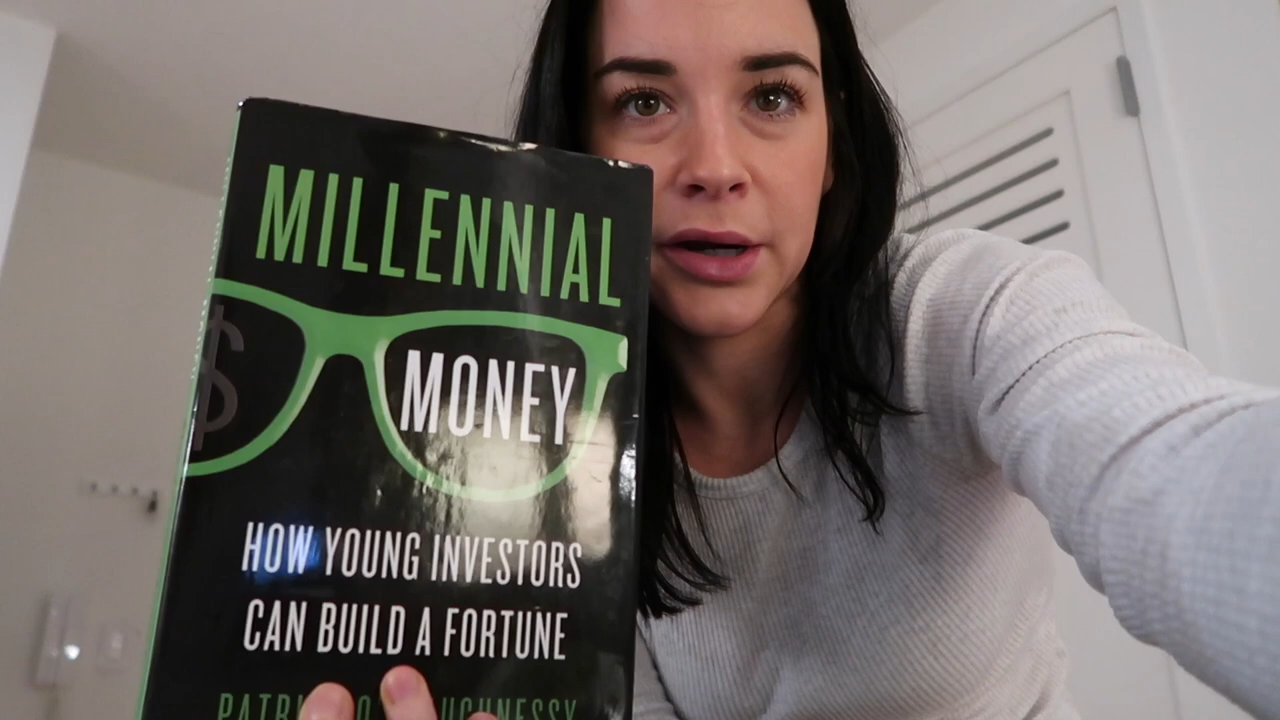 MILLENNIAL
$
MONEY
HOW YOUNG INVESTORS
CAN BUILD A FORTUNE